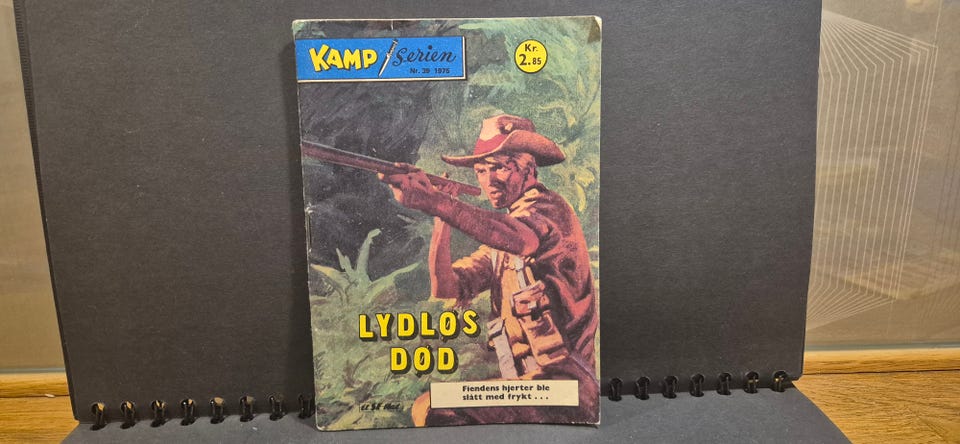 KAMP Serien
Nr. 39 1975
Kr.
2.85
LYDLØS
DØD
Fiendens hjerter ble
slått med frykt . . .